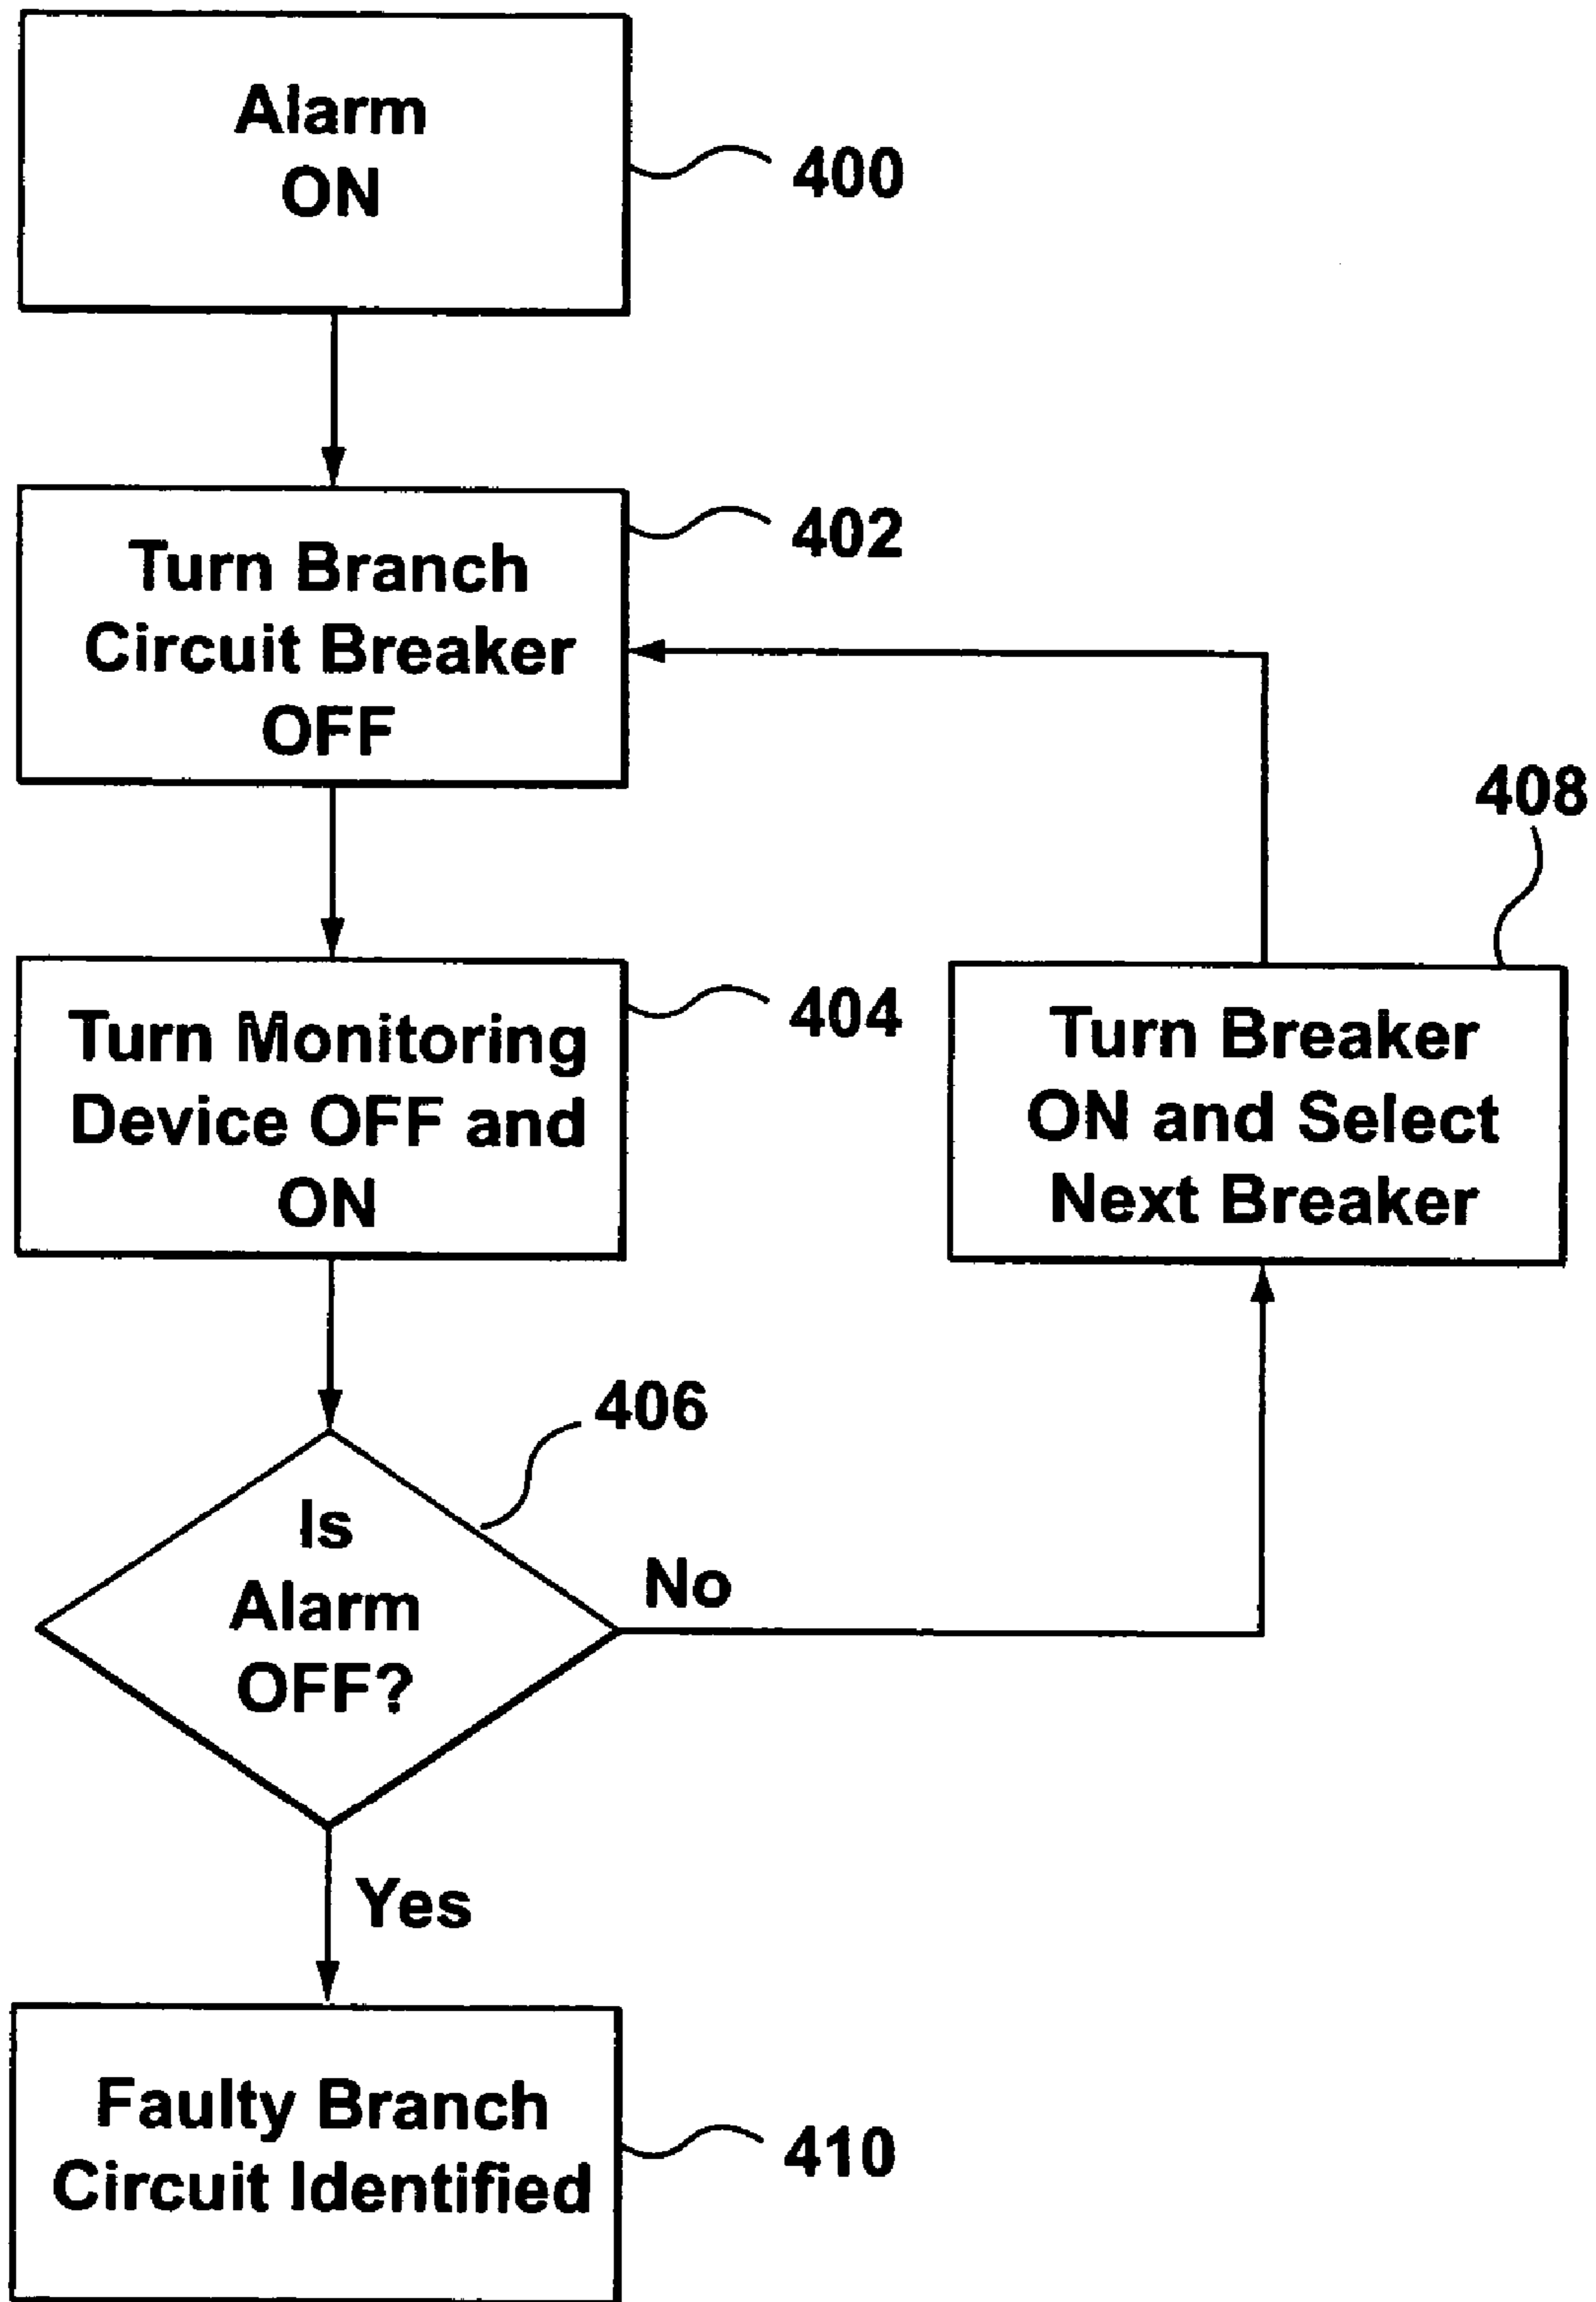 Alarm
ON
400
Turn Branch
Circuit Breaker
OFF
402
Turn Monitoring
Device OFF and
ON
404
408
Turn Breaker
ON and Select
Next Breaker
406
Is
Alarm
OFF?
No
Yes
Faulty Branch
Circuit Identified
410